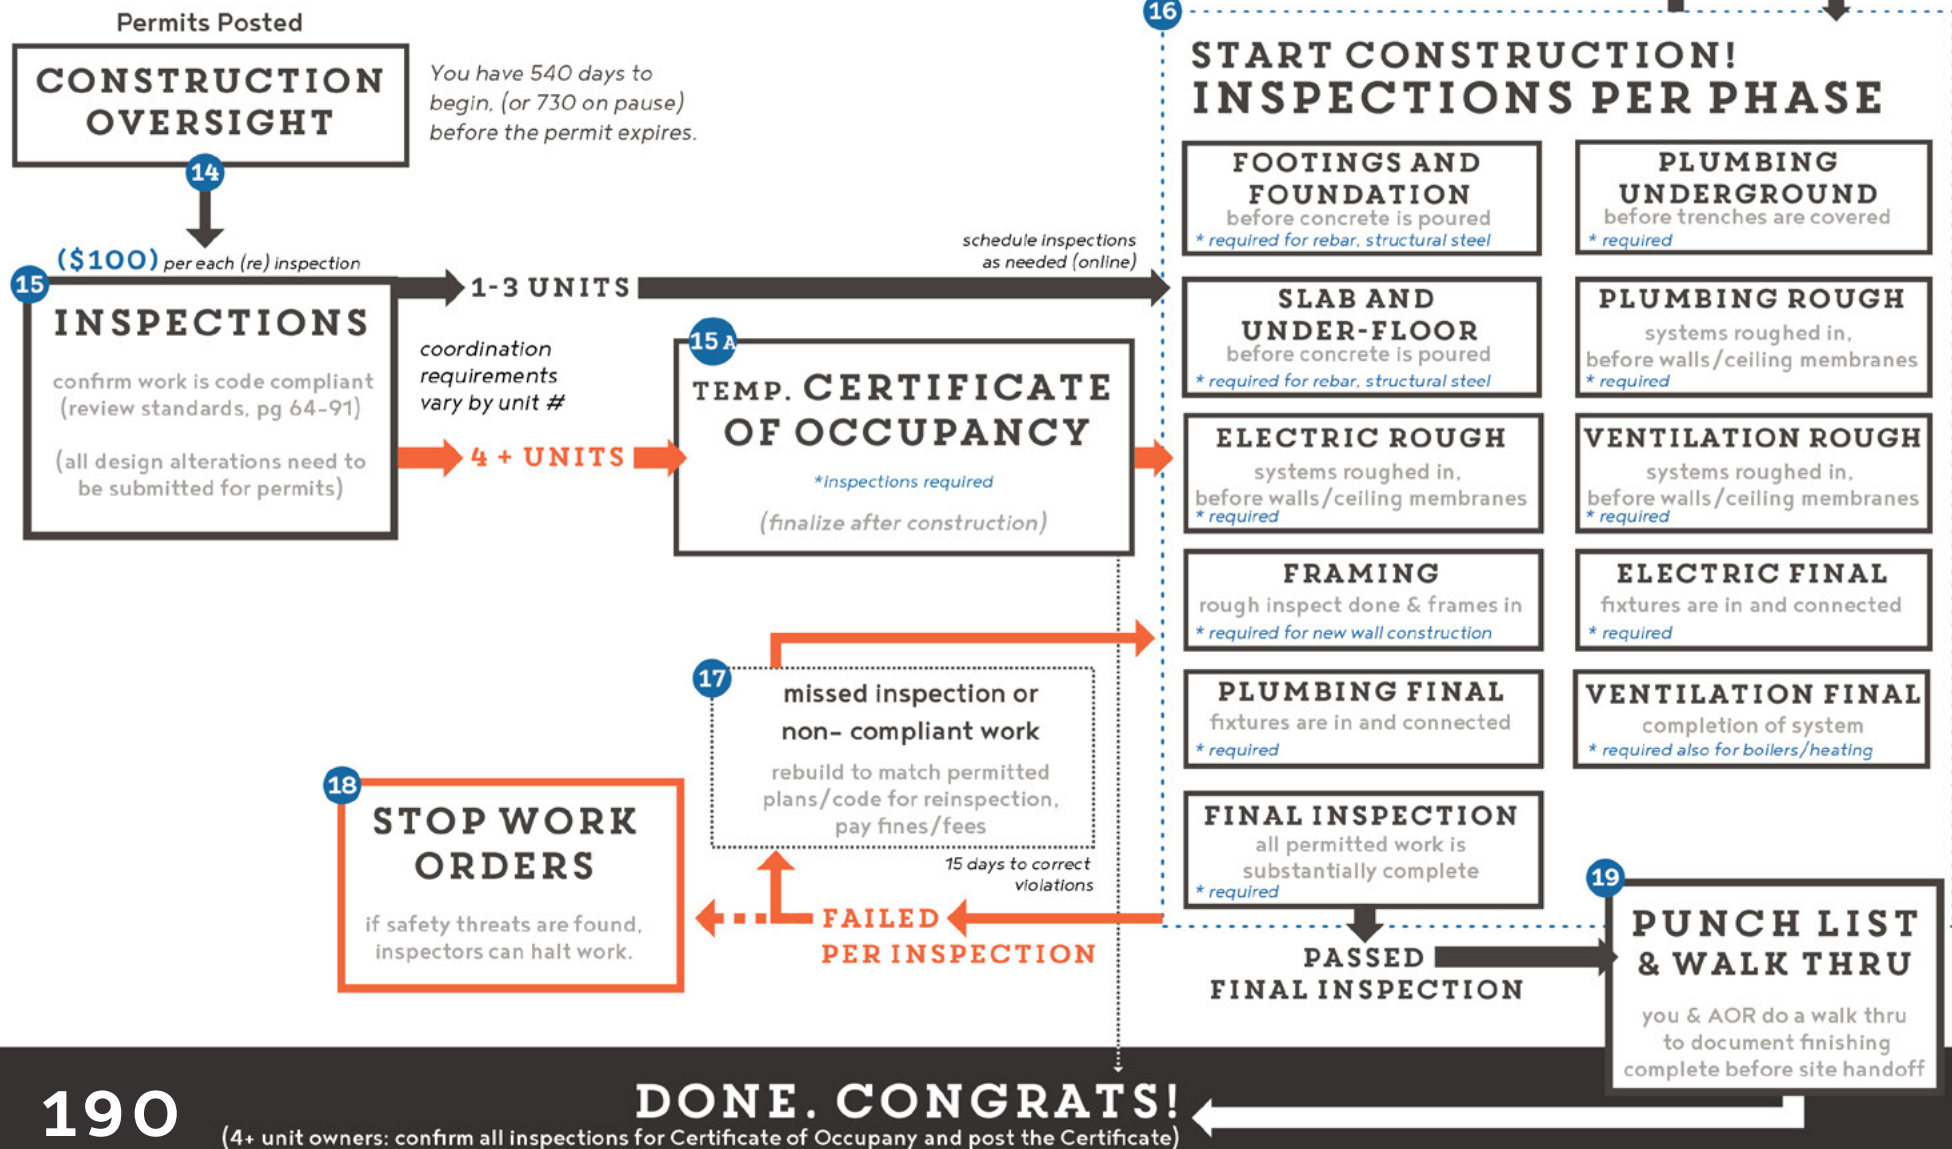 Permits Posted
CONSTRUCTION
OVERSIGHT
You have 540 days to
begin, (or 730 on pause)
before the permit expires.
14
($100) per each (re) inspection
15
INSPECTIONS
confirm work is code compliant
(review standards, pg 64-91)
(all design alterations need to
be submitted for permits)
1-3 UNITS
schedule inspections
as needed (online)
coordination
requirements
vary by unit #
4 + UNITS
15 A
TEMP. CERTIFICATE
OF OCCUPANCY
*inspections required
(finalize after construction)
16
START CONSTRUCTION!
INSPECTIONS PER PHASE
FOOTINGS AND
FOUNDATION
before concrete is poured
* required for rebar, structural steel
PLUMBING
UNDERGROUND
before trenches are covered
* required
SLAB AND
UNDER-FLOOR
before concrete is poured
* required for rebar, structural steel
PLUMBING ROUGH
systems roughed in,
before walls/ceiling membranes
* required
ELECTRIC ROUGH
systems roughed in,
before walls/ceiling membranes
* required
VENTILATION ROUGH
systems roughed in,
before walls/ceiling membranes
* required
FRAMING
rough inspect done & frames in
* required for new wall construction
ELECTRIC FINAL
fixtures are in and connected
* required
PLUMBING FINAL
fixtures are in and connected
* required
VENTILATION FINAL
completion of system
* required also for boilers/heating
FINAL INSPECTION
all permitted work is
substantially complete
* required
17
missed inspection or
non- compliant work
rebuild to match permitted
plans/code for reinspection,
pay fines/fees
15 days to correct
violations
FAILED
PER INSPECTION
18
STOP WORK
ORDERS
if safety threats are found,
inspectors can halt work.
PASSED
FINAL INSPECTION
19
PUNCH LIST
& WALK THRU
you & AOR do a walk thru
to document finishing
complete before site handoff
190
DONE. CONGRATS!
(4+ unit owners: confirm all inspections for Certificate of Occupany and post the Certificate)